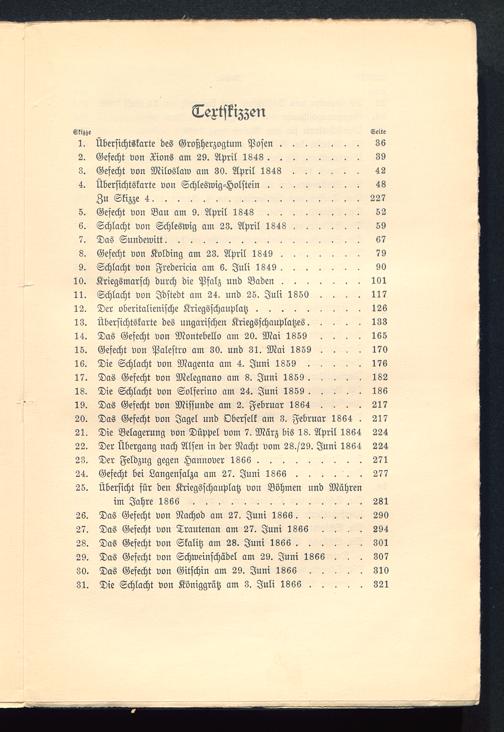 Textskizzen
Skizze Seite
1. Übersichtskarte des Großherzogtum Posen . . . . . . . 36
2. Gefecht von Xions am 29. April 1848 . . . . . . . . 39
3. Gefecht von Miloslaw am 30. April 1848 . . . . . . 42
4. Übersichtskarte von Schleswig-Holstein . . . . . . . . 48
Zu Skizze 4 . . . . . . . . . . . . . . . . . 227
5. Gefecht von Bau am 9. April 1848 . . . . . . . . 52
6. Schlacht von Schleswig am 23. April 1848 . . . . . . 59
7. Das Sundewitt . . . . . . . . . . . . . . . . 67
8. Gefecht von Kolding am 23. April 1849 . . . . . . . 79
9. Schlacht von Fredericia am 6. Juli 1849 . . . . . . . 90
10. Kriegsmarsch durch die Pfalz und Baden . . . . . . . 101
11. Schlacht von Idstedt am 24. und 25. Juli 1850 . . . . 117
12. Der oberitalienische Kriegsschauplatz . . . . . . . . . 126
13. Übersichtskarte des ungarischen Kriegsschauplatzes . . . . . 133
14. Das Gefecht von Montebello am 20. Mai 1859 . . . . 165
15. Gefecht von Palestro am 30. und 31. Mai 1859 . . . . 170
16. Die Schlacht von Magenta am 4. Juni 1859 . . . . . 176
17. Das Gefecht von Melegnano am 8. Juni 1859 . . . . . 182
18. Die Schlacht von Solferino am 24. Juni 1859 . . . . . 186
19. Das Gefecht von Missunde am 2. Februar 1864 . . . . 217
20. Das Gefecht von Jagel und Oberselk am 3. Februar 1864 . 217
21. Die Belagerung von Düppel vom 7. März bis 18. April 1864 224
22. Der Übergang nach Alsen in der Nacht vom 28./29. Juni 1864 224
23. Der Feldzug gegen Hannover 1866 . . . . . . . . . 271
24. Gefecht bei Langensalza am 27. Juni 1866 . . . . . . 277
25. Übersicht für den Kriegsschauplatz von Böhmen und Mähren
im Jahre 1866 . . . . . . . . . . . . . . 281
26. Das Gefecht von Nachod am 27. Juni 1866 . . . . . . 290
27. Das Gefecht von Trautenau am 27. Juni 1866 . . . . . 294
28. Das Gefecht von Skalitz am 28. Juni 1866 . . . . . . 301
29. Das Gefecht von Schweinschädel am 29. Juni 1866 . . . 307
30. Das Gefecht von Gitschin am 29. Juni 1866 . . . . . 310
31. Die Schlacht von Königgrätz am 3. Juli 1866 . . . . . 321